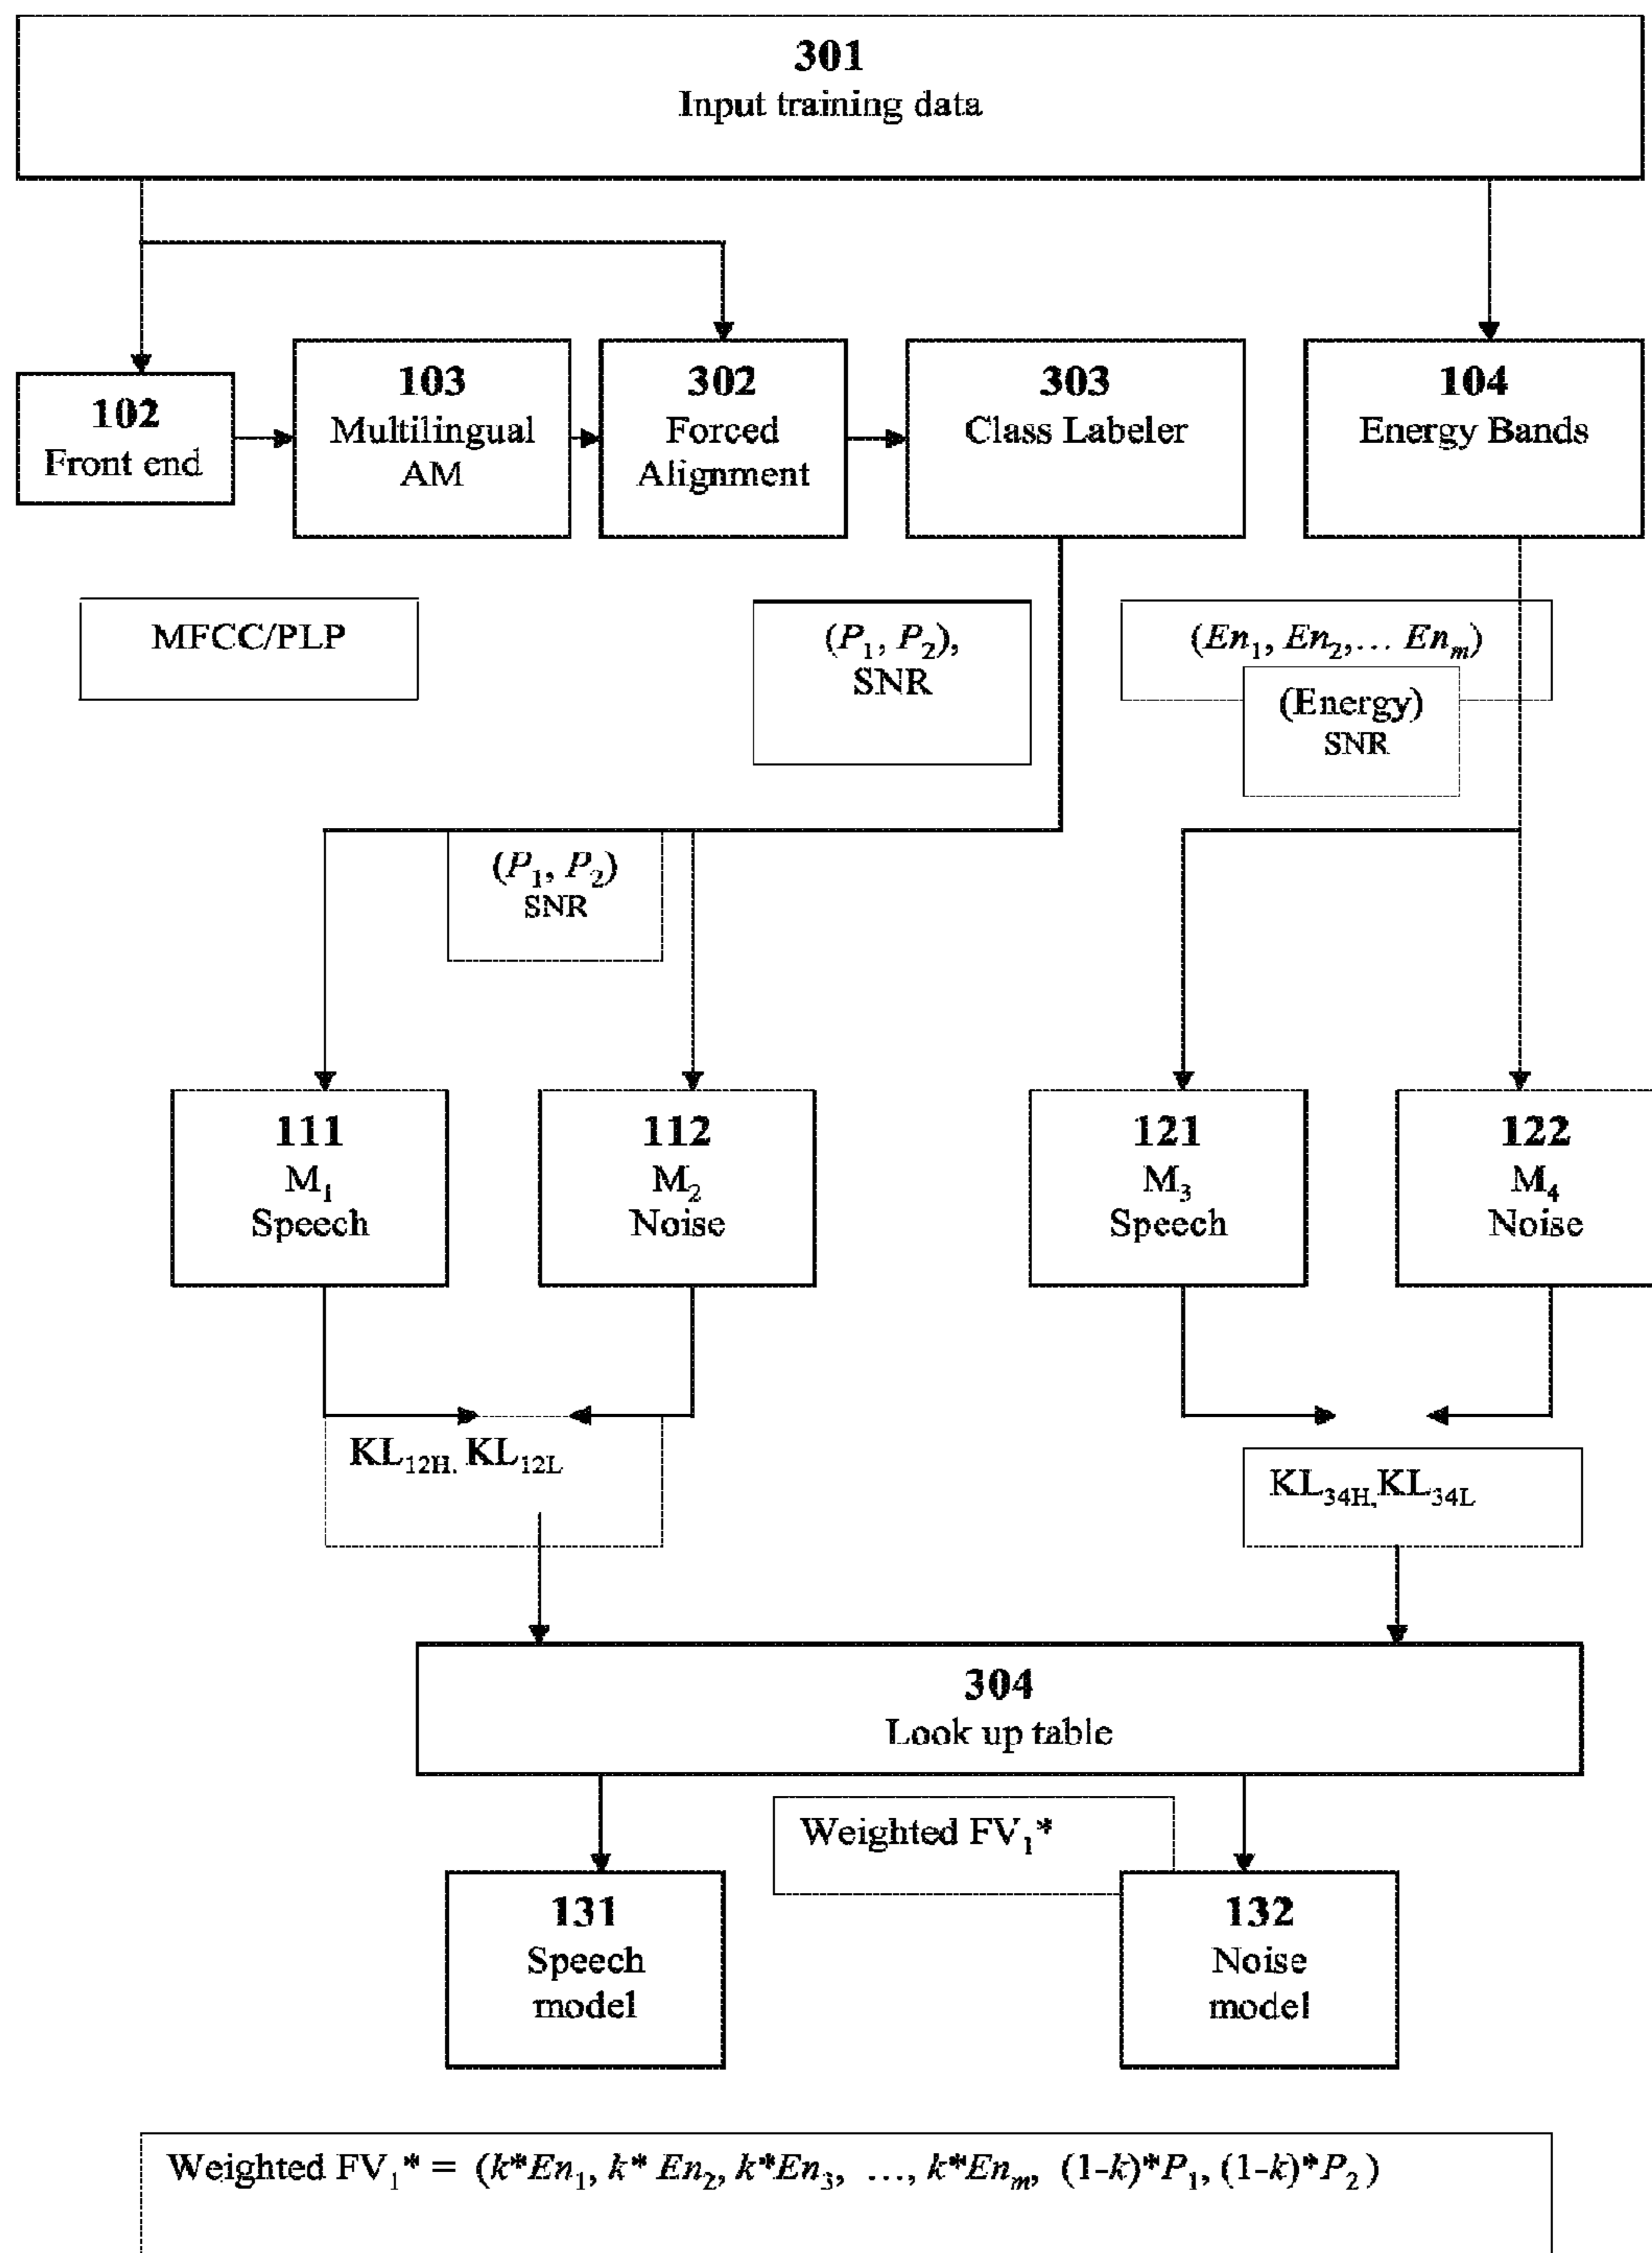 301
Input training data
102
Front end
103
Multilingual
AM
302
Forced
Alignment
303
Class Labeler
104
Energy Bands
MFCC/PLP
(P₁, P₂),
SNR
(En₁, En₂,... Enₘ)
(Energy)
SNR
(P₁, P₂)
SNR
111
M₁
Speech
112
M₂
Noise
121
M₃
Speech
122
M₄
Noise
KL₁₂H, KL₁₂L
KL₃₄H, KL₃₄L
304
Look up table
Weighted FV₁*
131
Speech
model
132
Noise
model
Weighted FV₁* = (k*En₁, k* En₂, k*En₃, ..., k*Enₘ, (1-k)*P₁, (1-k)*P₂ )